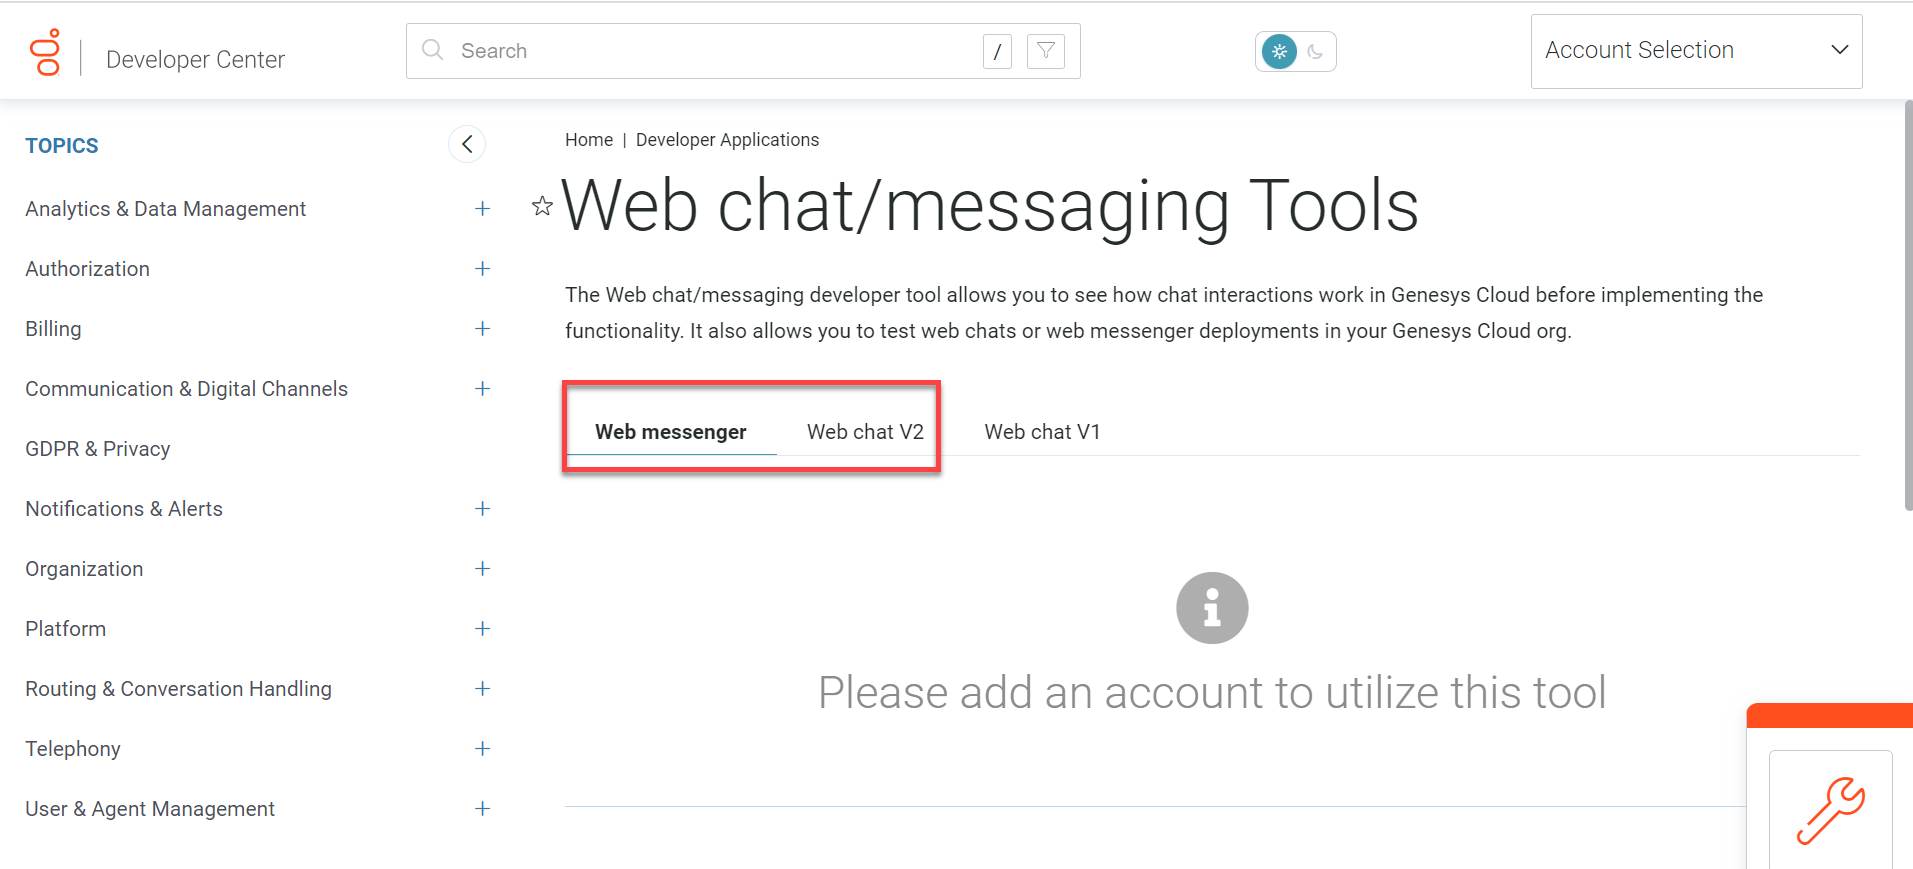 Developer Center
Search
/
Account Selection
TOPICS
Analytics & Data Management
Authorization
Billing
Communication & Digital Channels
GDPR & Privacy
Notifications & Alerts
Organization
Platform
Routing & Conversation Handling
Telephony
User & Agent Management
Home | Developer Applications
Web chat/messaging Tools
The Web chat/messaging developer tool allows you to see how chat interactions work in Genesys Cloud before implementing the
functionality. It also allows you to test web chats or web messenger deployments in your Genesys Cloud org.
Web messenger Web chat V2 Web chat V1
Please add an account to utilize this tool